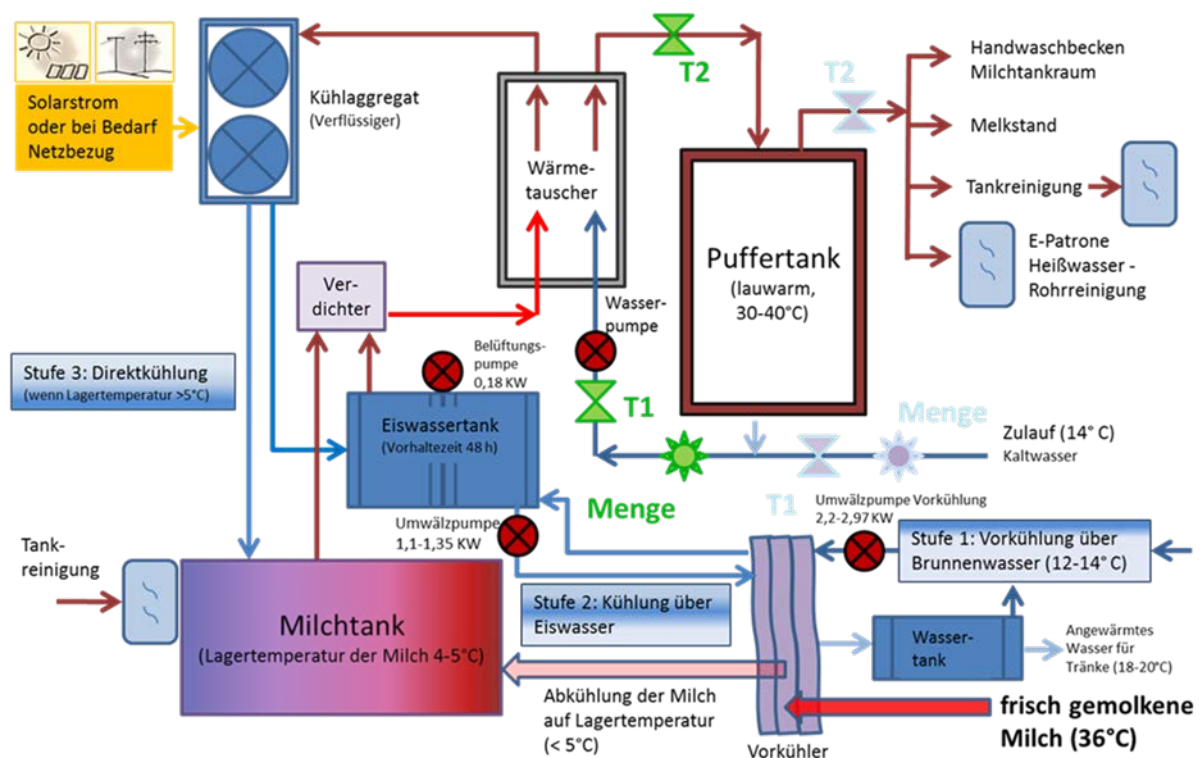 Solarstrom
oder bei Bedarf
Netzbezug
Kühlaggregat
(Verflüssiger)
T2
Wärme-
tauscher
T2
Handwaschbecken
Milchtankraum
Melkstand
Tankreinigung
E-Patrone
Heißwasser -
Rohrreinigung
Puffertank
(lauwarm,
30-40°C)
Ver-
dichter
Wasser-
pumpe
Belüftungs-
pumpe
0,18 KW
Stufe 3: Direktkühlung
(wenn Lagertemperatur >5°C)
T1
Menge
Eiswassertank
(Vorhaltezeit 48 h)
Zulauf (14° C)
Kaltwasser
Menge
T1
Umwälzpumpe
1,1-1,35 KW
Umwälzpumpe Vorkühlung
2,2-2,97 KW
Stufe 1: Vorkühlung über
Brunnenwasser (12-14° C)
Tank-
reinigung
Stufe 2: Kühlung über
Eiswasser
Milchtank
(Lagertemperatur der Milch 4-5°C)
Wasser-
tank
Angewärmtes
Wasser für
Tränke (18-20°C)
Abkühlung der Milch
auf Lagertemperatur
(< 5°C)
frisch gemolkene
Milch (36°C)
Vorkühler